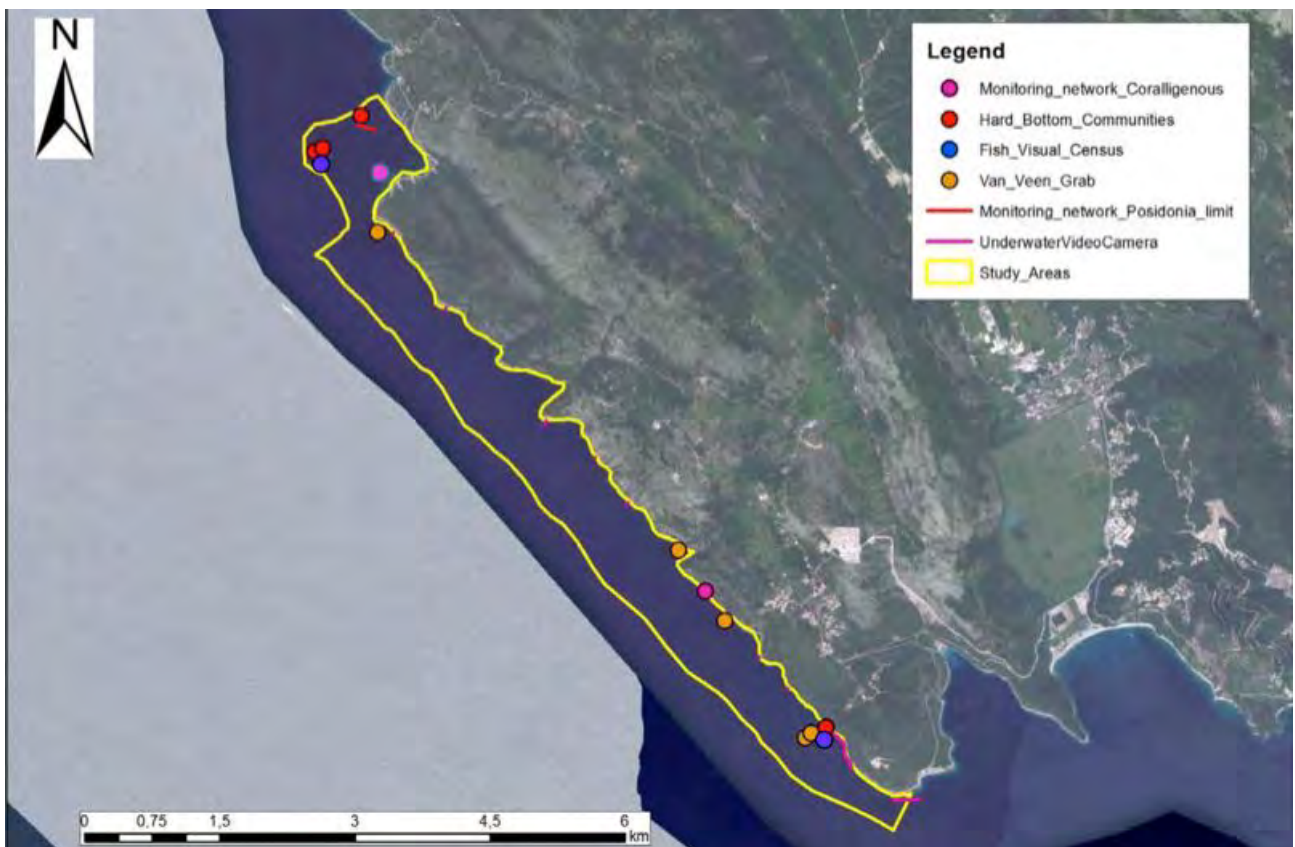 N
Legend
Monitoring_network_Coralligenous
Hard_Bottom_Communities
Fish_Visual_Census
Van_Veen_Grab
Monitoring_network_Posidonia_limit
UnderwaterVideoCamera
Study_Areas
0 0,75 1,5 3 4,5 6
km